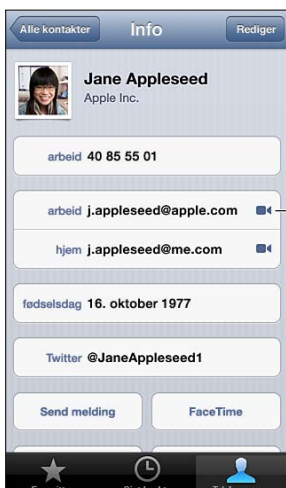 Alle kontakter Info Rediger
Jane Appleseed
Apple Inc.
arbeid 40 85 55 01
arbeid j.appleseed@apple.com
hjem j.appleseed@me.com
fødselsdag 16. oktober 1977
Twitter @JaneAppleseed1
Send melding FaceTime